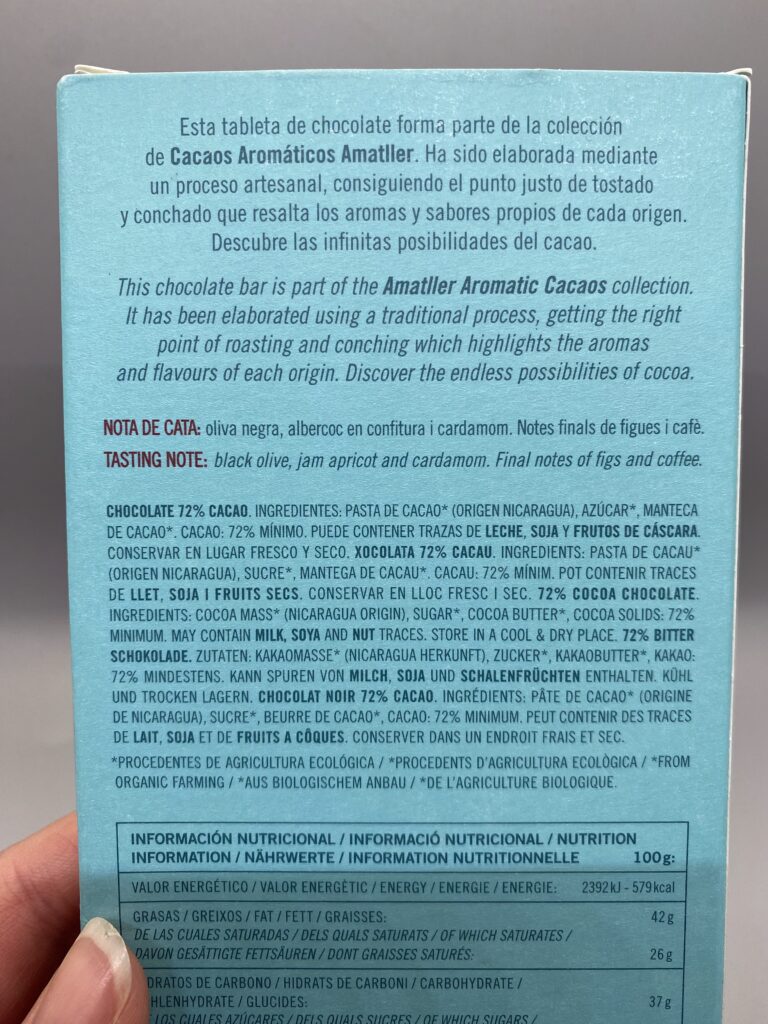 Esta tableta de chocolate forma parte de la colección
de Cacaos Aromáticos Amatller. Ha sido elaborada mediante
un proceso artesanal, consiguiendo el punto justo de tostado
y conchado que resalta los aromas y sabores propios de cada origen.
Descubre las infinitas posibilidades del cacao.
This chocolate bar is part of the Amatller Aromatic Cacaos collection.
It has been elaborated using a traditional process, getting the right
point of roasting and conching which highlights the aromas
and flavours of each origin. Discover the endless possibilities of cocoa.
NOTA DE CATA: oliva negra, albercoc en confitura i cardamom. Notes finals de figues i cafè.
TASTING NOTE: black olive, jam apricot and cardamom. Final notes of figs and coffee.
CHOCOLATE 72% CACAO. INGREDIENTES: PASTA DE CACAO* (ORIGEN NICARAGUA), AZÚCAR*, MANTECA
DE CACAO*. CACAO: 72% MÍNIMO. PUEDE CONTENER TRAZAS DE LECHE, SOJA Y FRUTOS DE CÁSCARA.
CONSERVAR EN LUGAR FRESCO Y SECO. XOCOLATA 72% CACAU. INGREDIENTS: PASTA DE CACAU*
(ORIGEN NICARAGUA), SUCRE*, MANTEGA DE CACAU*. CACAU: 72% MÍNIM. POT CONTENIR TRACES
DE LLET, SOJA I FRUITS SECS. CONSERVAR EN LLOC FRESC I SEC. 72% COCOA CHOCOLATE.
INGREDIENTS: COCOA MASS* (NICARAGUA ORIGIN), SUGAR*, COCOA BUTTER*, COCOA SOLIDS: 72%
MINIMUM. MAY CONTAIN MILK, SOYA AND NUT TRACES. STORE IN A COOL & DRY PLACE. 72% BITTER
SCHOKOLADE. ZUTATEN: KAKAOMASSE* (NICARAGUA HERKUNFT), ZUCKER*, KAKAOBUTTER*, KAKAO:
72% MINDESTENS. KANN SPUREN VON MILCH, SOJA UND SCHALENFRÜCHTEN ENTHALTEN. KÜHL
UND TROCKEN LAGERN. CHOCOLAT NOIR 72% CACAO. INGRÉDIENTS: PÂTE DE CACAO* (ORIGINE
DE NICARAGUA), SUCRE*, BEURRE DE CACAO*, CACAO: 72% MINIMUM. PEUT CONTENIR DES TRACES
DE LAIT, SOJA ET DE FRUITS A CÔQUES. CONSERVER DANS UN ENDROIT FRAIS ET SEC.
*PROCEDENTES DE AGRICULTURA ECOLÓGICA / *PROCEDENTS D'AGRICULTURA ECOLÒGICA / *FROM
ORGANIC FARMING / *AUS BIOLOGISCHEM ANBAU / *DE L'AGRICULTURE BIOLOGIQUE.
INFORMACIÓN NUTRICIONAL / INFORMACIÓ NUTRICIONAL / NUTRITION
INFORMATION / NÄHRWERTE / INFORMATION NUTRITIONNELLE 100g:
VALOR ENERGÉTICO / VALOR ENERGÈTIC / ENERGY / ENERGIE / ENERGIE: 2392kJ - 579kcal
GRASAS / GREIXOS / FAT / FETT / GRAISSES: 42g
DE LAS CUALES SATURADAS / DELS QUALS SATURATS / OF WHICH SATURATES /
DAVON GESÄTTIGTE FETTSÄUREN / DONT GRAISSES SATURÉS: 26g
DRATOS DE CARBONO / HIDRATS DE CARBONI / CARBOHYDRATE /
HLENHYDRATE / GLUCIDES: 37g
LOS CUALES AZÚCARES / DELS QUALS SUCRES / OF WHICH SUGARS /